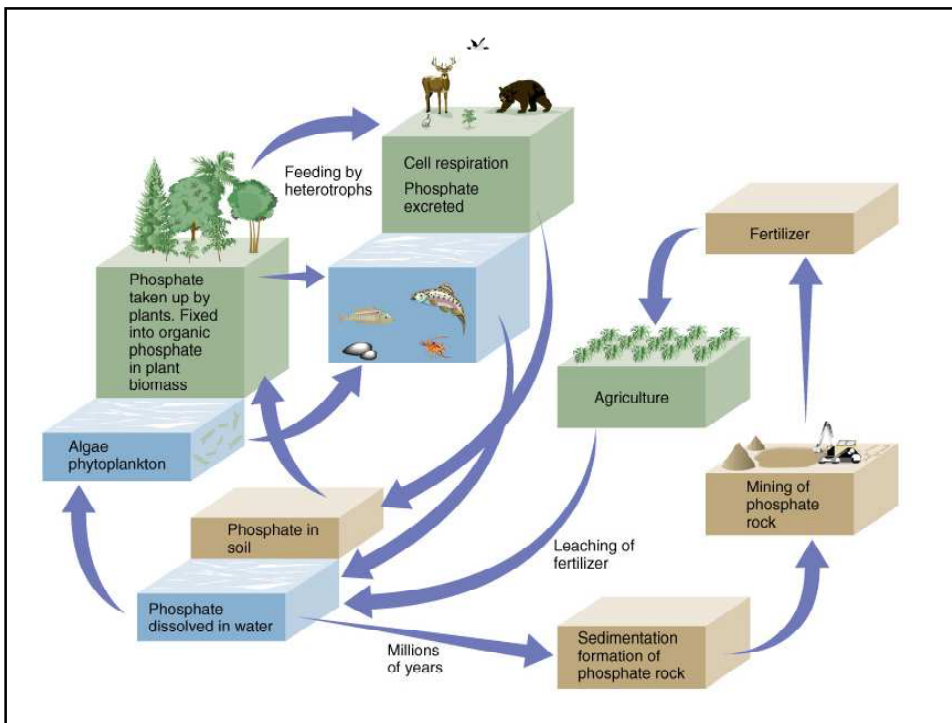 Feeding by
heterotrophs
Cell respiration
Phosphate
excreted
Fertilizer
Phosphate
taken up by
plants. Fixed
into organic
phosphate
in plant
biomass
Agriculture
Algae
phytoplankton
Mining of
phosphate
rock
Phosphate in
soil
Leaching of
fertilizer
Phosphate
dissolved in water
Millions
of years
Sedimentation
formation of
phosphate rock